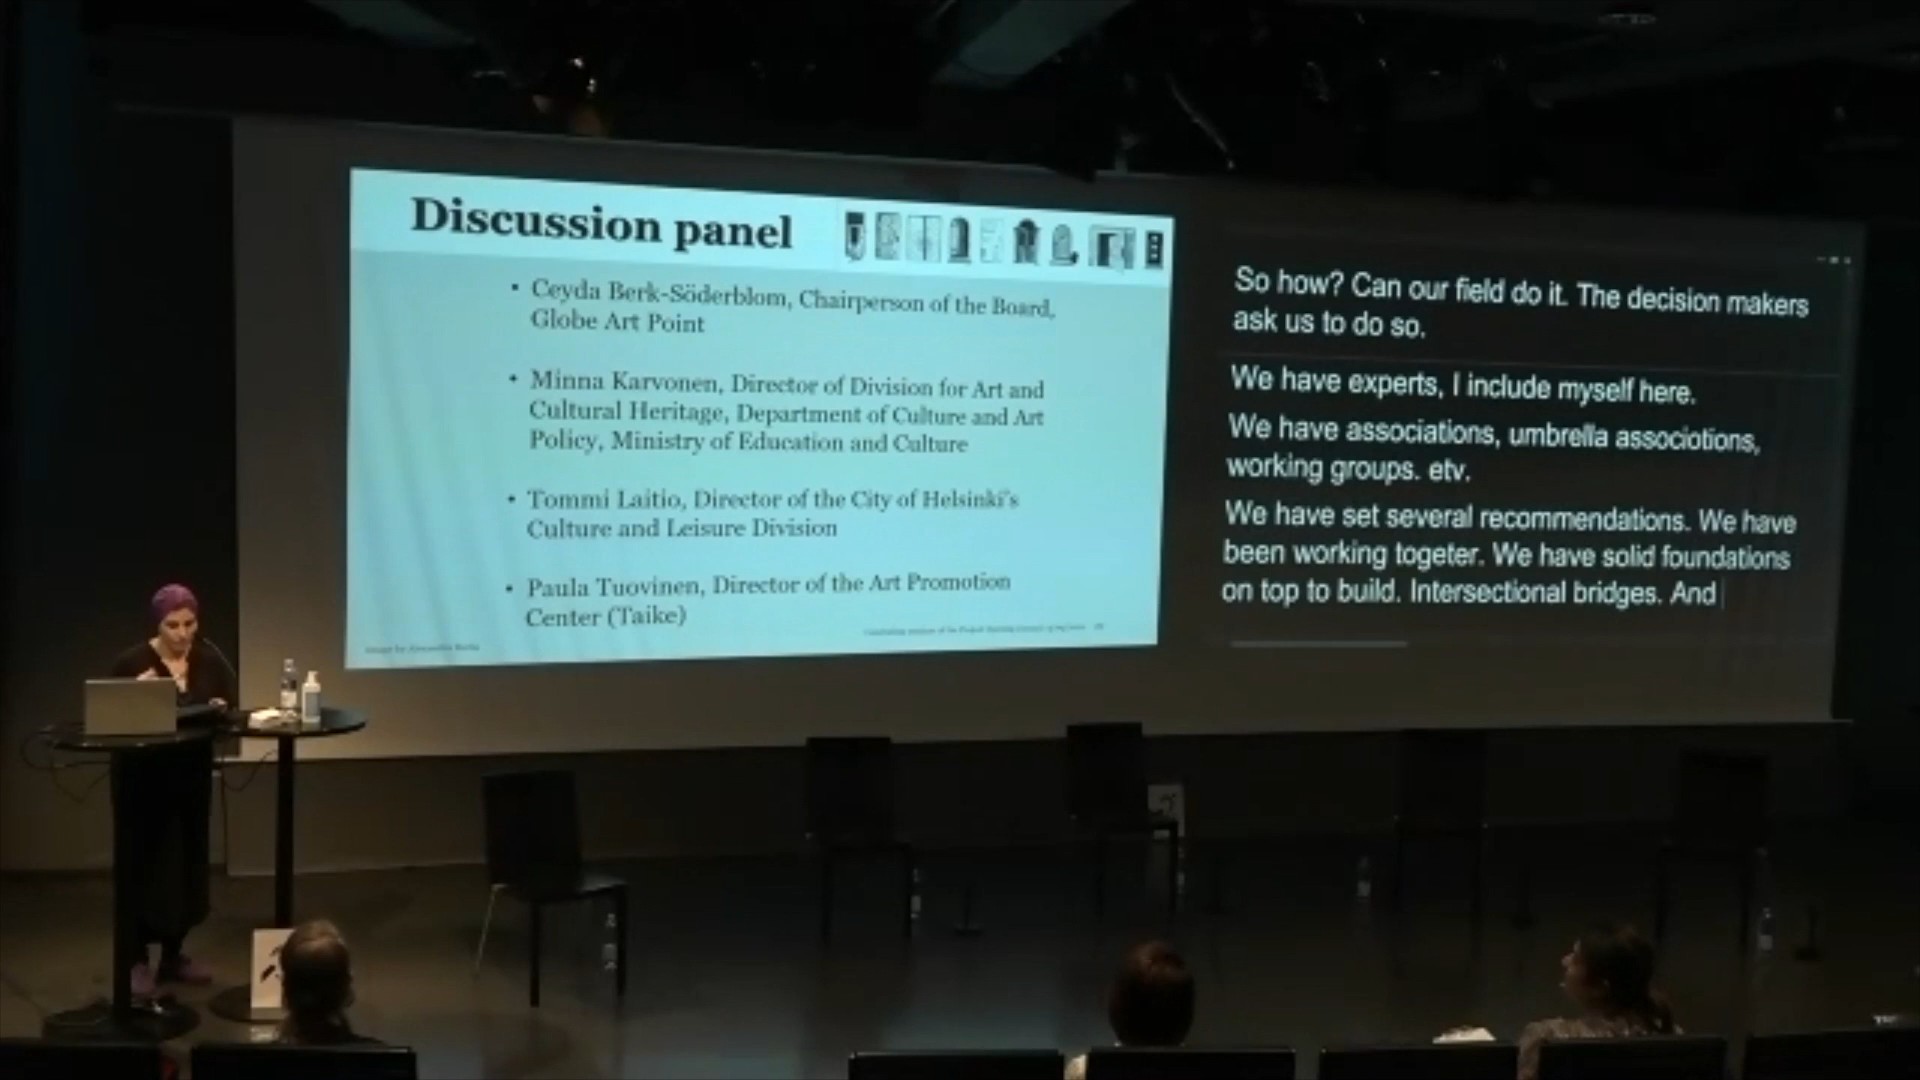 Discussion panel
• Ceyda Berk-Söderblom, Chairperson of the Board,
Globe Art Point
• Minna Karvonen, Director of Division for Art and
Cultural Heritage, Department of Culture and Art
Policy, Ministry of Education and Culture
• Tommi Laitio, Director of the City of Helsinki's
Culture and Leisure Division
• Paula Tuovinen, Director of the Art Promotion
Center (Taike)
So how? Can our field do it. The decision makers
ask us to do so.
We have experts, I include myself here.
We have associations, umbrella assiociotions,
working groups. etv.
We have set several recommendations. We have
been working togeter. We have solid foundations
on top to build. Intersectional bridges. And